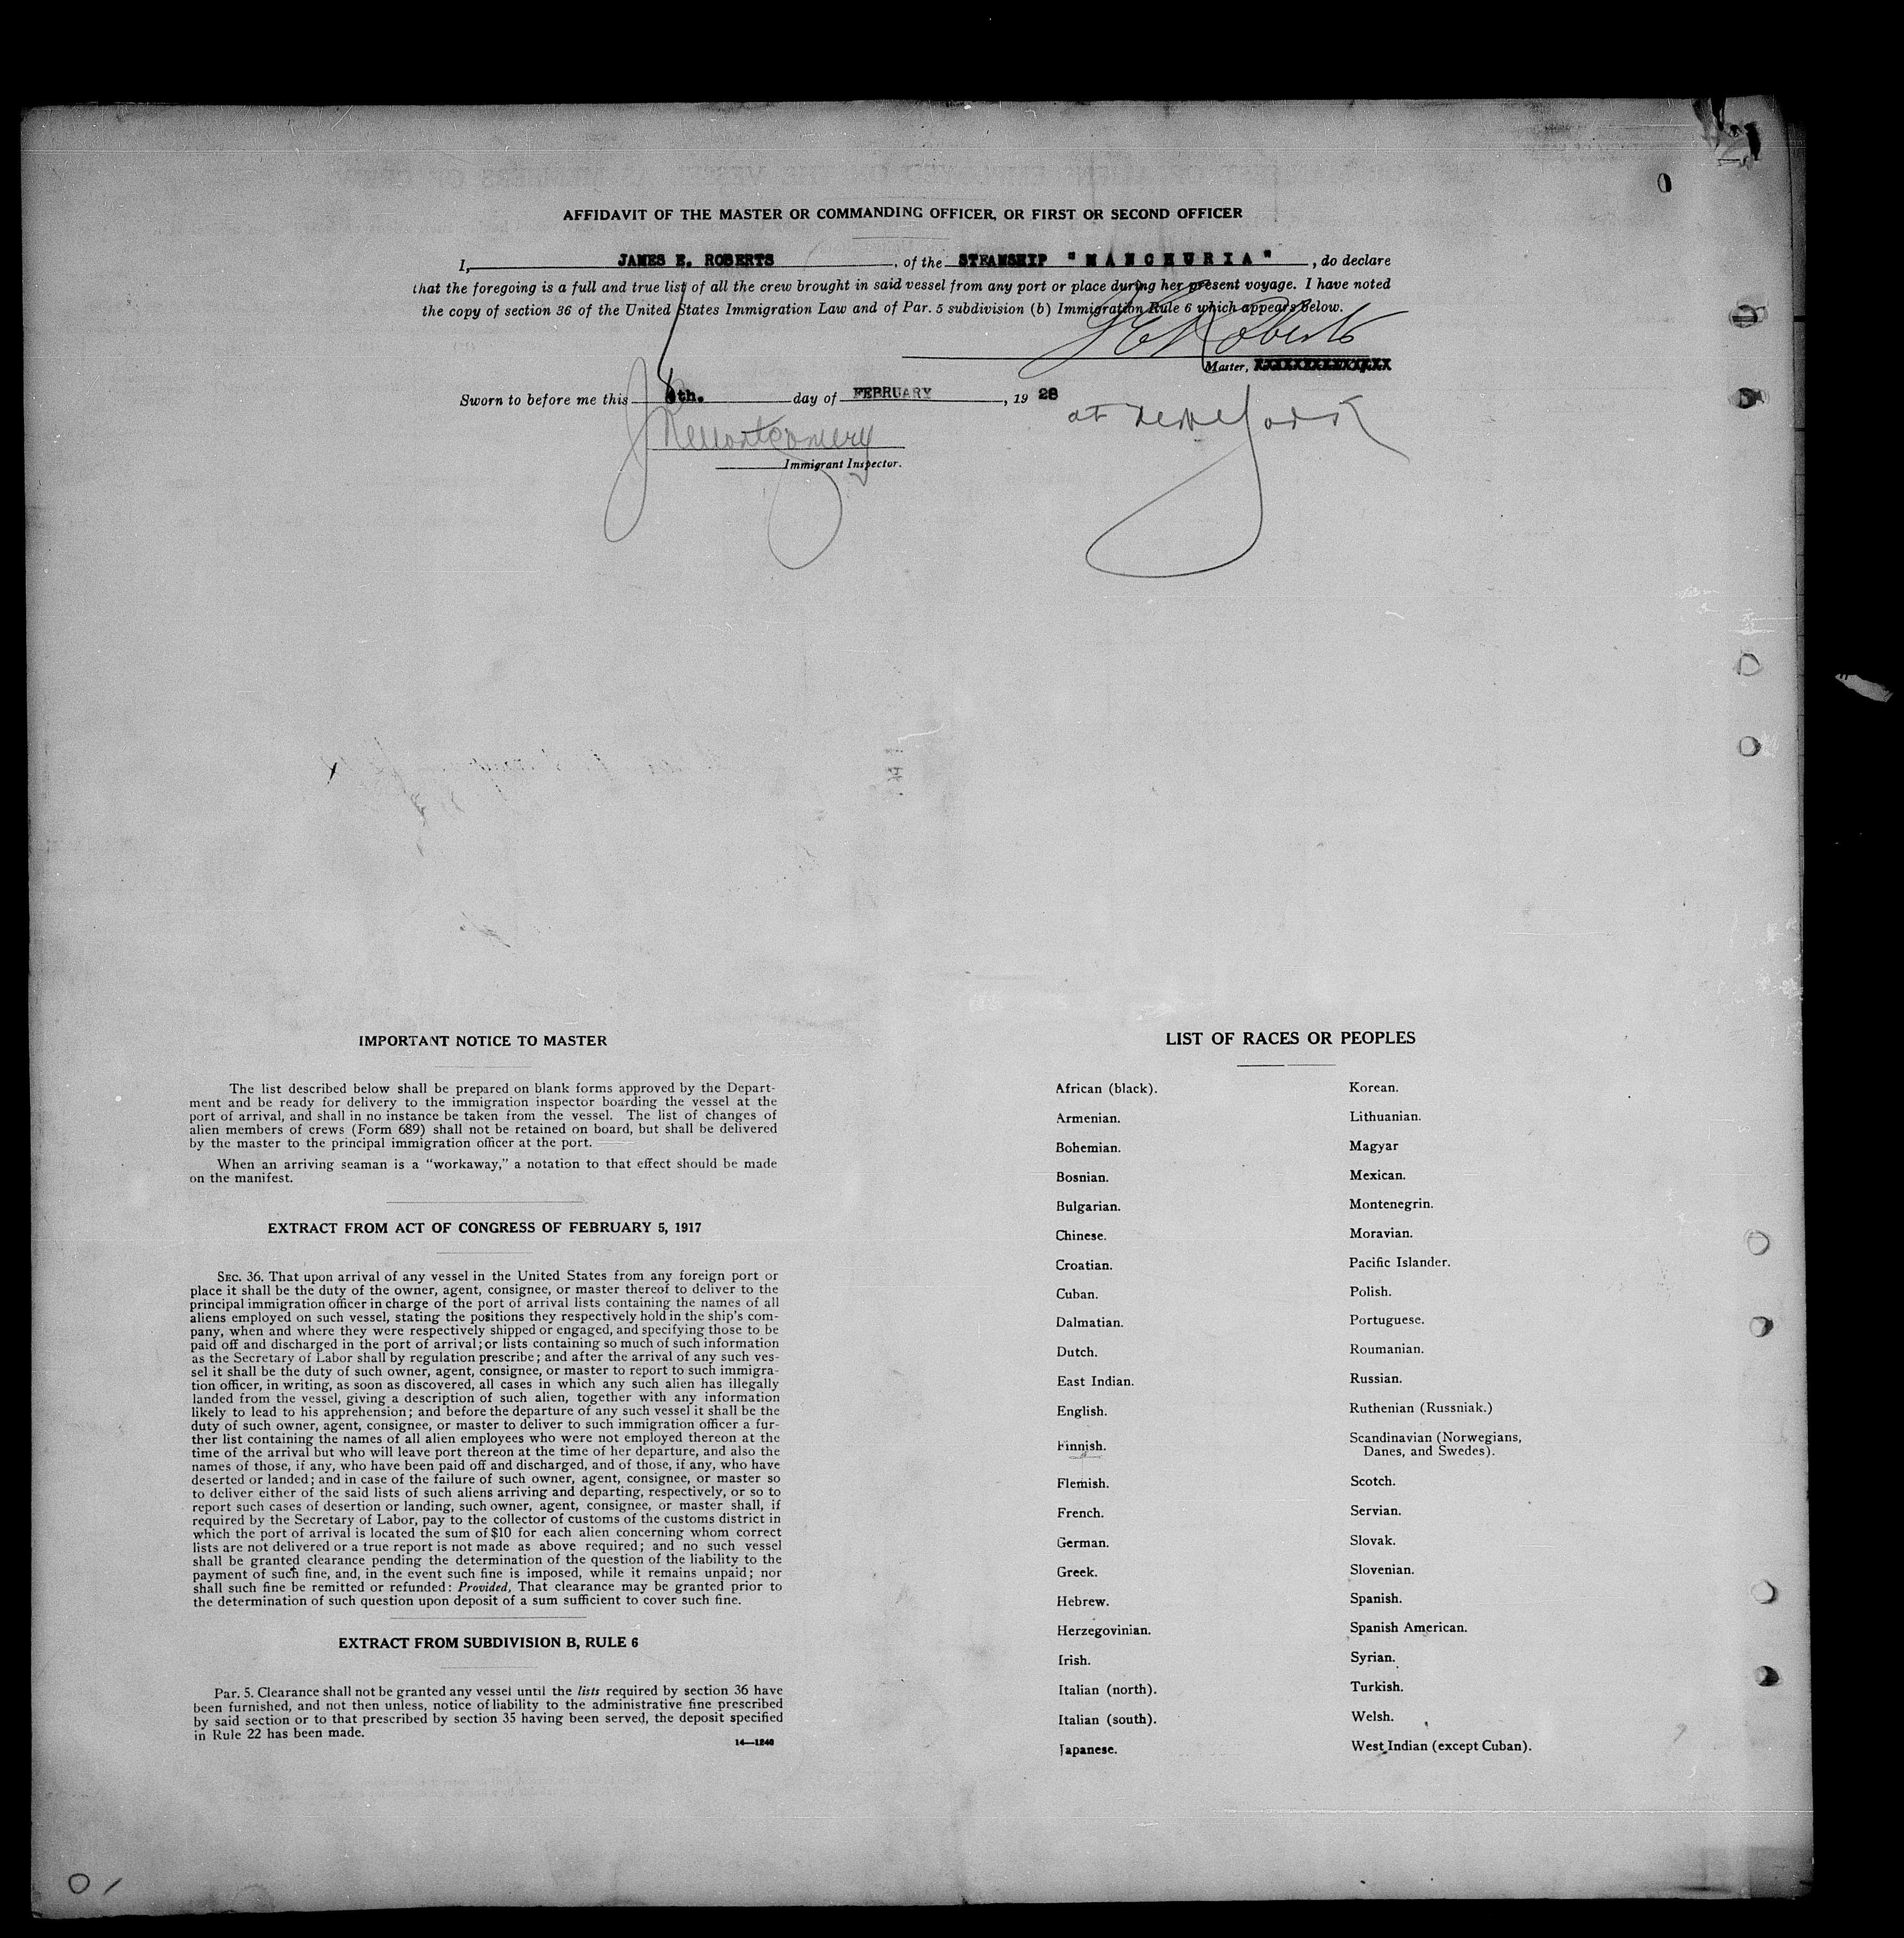 AFFIDAVIT OF THE MASTER OR COMMANDING OFFICER, OR FIRST OR SECOND OFFICER
I, JAMES E. ROBERTS, of the STEAMSHIP "MANCHURIA", do declare
that the foregoing is a full and true list of all the crew brought in said vessel from any port or place during her present voyage. I have noted
the copy of section 36 of the United States Immigration Law and of Par. 5 subdivision (b) Immigration Rule 6 which appears below.
J E Roberts
Master, XXXXXXXXXXXXXXX
Sworn to before me this 8th. day of FEBRUARY, 19 28
at New York
Montgomery
Immigrant Inspector.
IMPORTANT NOTICE TO MASTER
The list described below shall be prepared on blank forms approved by the Depart-
ment and be ready for delivery to the immigration inspector boarding the vessel at the
port of arrival, and shall in no instance be taken from the vessel. The list of changes of
alien members of crews (Form 689) shall not be retained on board, but shall be delivered
by the master to the principal immigration officer at the port.
When an arriving seaman is a "workaway," a notation to that effect should be made
on the manifest.
EXTRACT FROM ACT OF CONGRESS OF FEBRUARY 5, 1917
SEC. 36. That upon arrival of any vessel in the United States from any foreign port or
place it shall be the duty of the owner, agent, consignee, or master thereof to deliver to the
principal immigration officer in charge of the port of arrival lists containing the names of all
aliens employed on such vessel, stating the positions they respectively hold in the ship's com-
pany, when and where they were respectively shipped or engaged, and specifying those to be
paid off and discharged in the port of arrival; or lists containing so much of such information
as the Secretary of Labor shall by regulation prescribe; and after the arrival of any such ves-
sel it shall be the duty of such owner, agent, consignee, or master to report to such immigra-
tion officer, in writing, as soon as discovered, all cases in which any such alien has illegally
landed from the vessel, giving a description of such alien, together with any information
likely to lead to his apprehension; and before the departure of any such vessel it shall be the
duty of such owner, agent, consignee, or master to deliver to such immigration officer a fur-
ther list containing the names of all alien employees who were not employed thereon at the
time of the arrival but who will leave port thereon at the time of her departure, and also the
names of those, if any, who have been paid off and discharged, and of those, if any, who have
deserted or landed; and in case of the failure of such owner, agent, consignee, or master so
to deliver either of the said lists of such aliens arriving and departing, respectively, or so to
report such cases of desertion or landing, such owner, agent, consignee, or master shall, if
required by the Secretary of Labor, pay to the collector of customs of the customs district in
which the port of arrival is located the sum of $10 for each alien concerning whom correct
lists are not delivered or a true report is not made as above required; and no such vessel
shall be granted clearance pending the determination of the question of the liability to the
payment of such fine, and, in the event such fine is imposed, while it remains unpaid; nor
shall such fine be remitted or refunded: Provided, That clearance may be granted prior to
the determination of such question upon deposit of a sum sufficient to cover such fine.
EXTRACT FROM SUBDIVISION B, RULE 6
Par. 5. Clearance shall not be granted any vessel until the lists required by section 36 have
been furnished, and not then unless, notice of liability to the administrative fine prescribed
by said section or to that prescribed by section 35 having been served, the deposit specified
in Rule 22 has been made.
14—1240
LIST OF RACES OR PEOPLES
African (black).
Armenian.
Bohemian.
Bosnian.
Bulgarian.
Chinese.
Croatian.
Cuban.
Dalmatian.
Dutch.
East Indian.
English.
Finnish.
Flemish.
French.
German.
Greek.
Hebrew.
Herzegovinian.
Irish.
Italian (north).
Italian (south).
Japanese.
Korean.
Lithuanian.
Magyar
Mexican.
Montenegrin.
Moravian.
Pacific Islander.
Polish.
Portuguese.
Roumanian.
Russian.
Ruthenian (Russniak.)
Scandinavian (Norwegians,
Danes, and Swedes).
Scotch.
Servian.
Slovak.
Slovenian.
Spanish.
Spanish American.
Syrian.
Turkish.
Welsh.
West Indian (except Cuban).